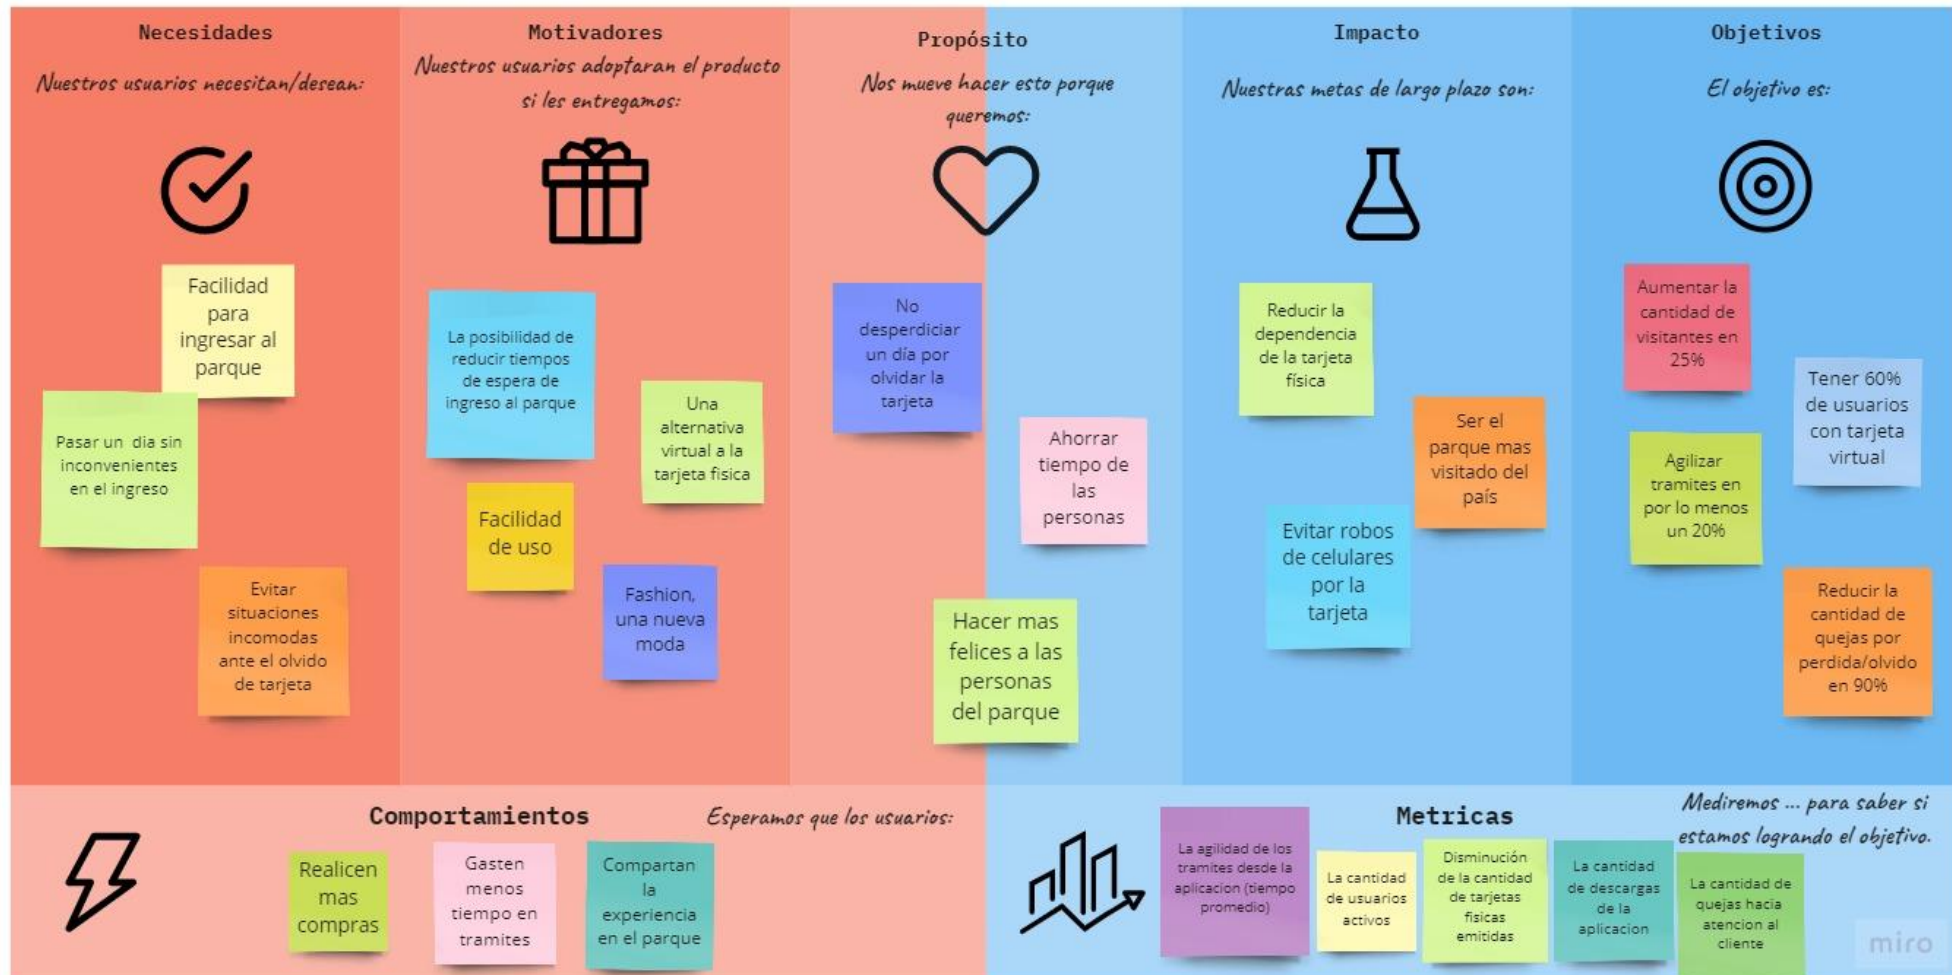 Necesidades
Nuestros usuarios necesitan/desean:
Facilidad
para
ingresar al
parque
Pasar un dia sin
inconvenientes
en el ingreso
Evitar
situaciones
incomodas
ante el olvido
de tarjeta
Motivadores
Nuestros usuarios adoptaran el producto
si les entregamos:
La posibilidad de
reducir tiempos
de espera de
ingreso al parque
Una
alternativa
virtual a la
tarjeta fisica
Facilidad
de uso
Fashion,
una nueva
moda
Propósito
Nos mueve hacer esto porque
queremos:
No
desperdiciar
un día por
olvidar la
tarjeta
Ahorrar
tiempo de
las
personas
Hacer mas
felices a las
personas
del parque
Impacto
Nuestras metas de largo plazo son:
Reducir la
dependencia
de la tarjeta
física
Ser el
parque mas
visitado del
país
Evitar robos
de celulares
por la
tarjeta
Objetivos
El objetivo es:
Aumentar la
cantidad de
visitantes en
25%
Tener 60%
de usuarios
con tarjeta
virtual
Agilizar
tramites en
por lo menos
un 20%
Reducir la
cantidad de
quejas por
perdida/olvido
en 90%
Comportamientos
Esperamos que los usuarios:
Realicen
mas
compras
Gasten
menos
tiempo en
tramites
Compartan
la
experiencia
en el parque
Metricas
Mediremos ... para saber si
estamos logrando el objetivo.
La agilidad de los
tramites desde la
aplicacion (tiempo
promedio)
La cantidad
de usuarios
activos
Disminución
de la cantidad
de tarjetas
fisicas
emitidas
La cantidad
de descargas
de la
aplicacion
La cantidad de
quejas hacia
atencion al
cliente
miro